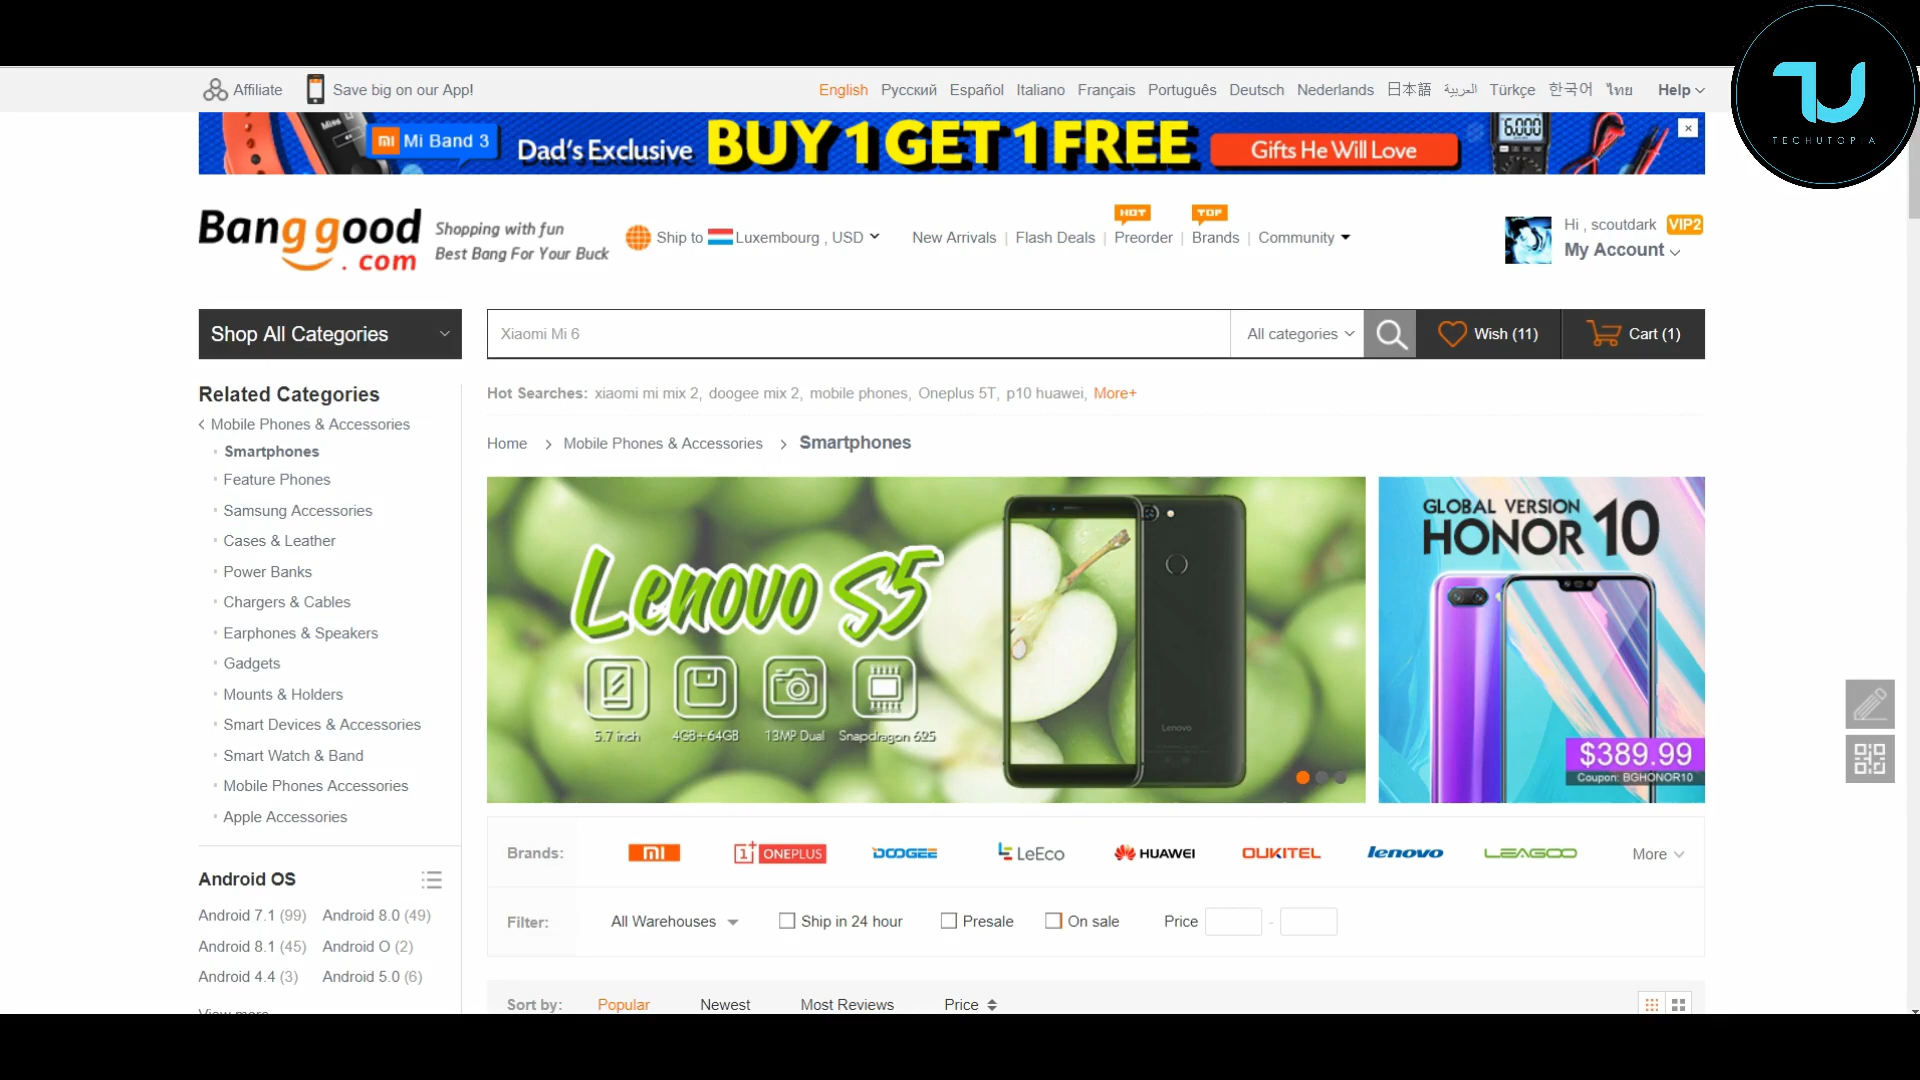 Affiliate Save big on our App! English Русский Español Italiano Français Português Deutsch Nederlands 日本語 العربية Türkçe 한국어 ไทย Help
TECHUTOPIA
mi Mi Band 3 Dad's Exclusive BUY 1 GET 1 FREE Gifts He Will Love 6.000
HOT TOP
Banggood.com
Shopping with fun
Best Bang For Your Buck
Ship to Luxembourg , USD New Arrivals | Flash Deals | Preorder | Brands | Community
Hi , scoutdark VIP2
My Account
Shop All Categories Xiaomi Mi 6 All categories Wish (11) Cart (1)
Hot Searches: xiaomi mi mix 2, doogee mix 2, mobile phones, Oneplus 5T, p10 huawei, More+
Home > Mobile Phones & Accessories > Smartphones
Related Categories
< Mobile Phones & Accessories
Smartphones
Feature Phones
Samsung Accessories
Cases & Leather
Power Banks
Chargers & Cables
Earphones & Speakers
Gadgets
Mounts & Holders
Smart Devices & Accessories
Smart Watch & Band
Mobile Phones Accessories
Apple Accessories
Lenovo S5
5.7 inch 4GB+64GB 13MP Dual Snapdragon 625
Lenovo
GLOBAL VERSION
HONOR 10
$389.99
Coupon: BGHONOR10
Brands: mi 1+ ONEPLUS DOOGEE LeEco HUAWEI OUKITEL lenovo LEAGOO More
Filter: All Warehouses Ship in 24 hour Presale On sale Price -
Android OS
Android 7.1 (99) Android 8.0 (49)
Android 8.1 (45) Android O (2)
Android 4.4 (3) Android 5.0 (6)
View more
Sort by: Popular Newest Most Reviews Price